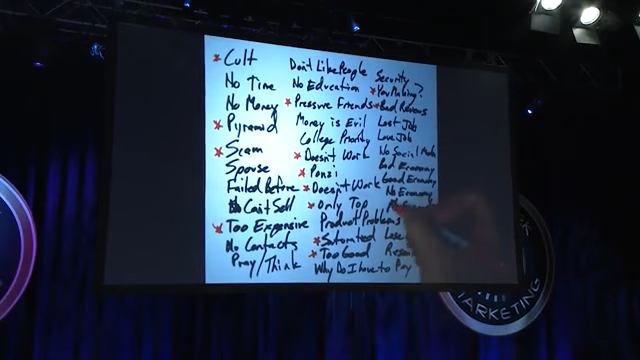 Cult
No Time
No Money
Pyramid
Scam
Spouse
Failed Before
Can't Sell
Too Expensive
No Contacts
Pray/Think
Don't Like People
No Education
Pressure Friends
Money is Evil
College Priority
Doesn't Work
Ponzi
Doesn't Work
Only Top
Product Problems
Saturated
Too Good
Why Do I have to Pay
Security
You Making?
Bad Reviews
Lost Job
Love Job
No Social
Bad Economy
Good Economy
No Economy
Lose
MARKETING